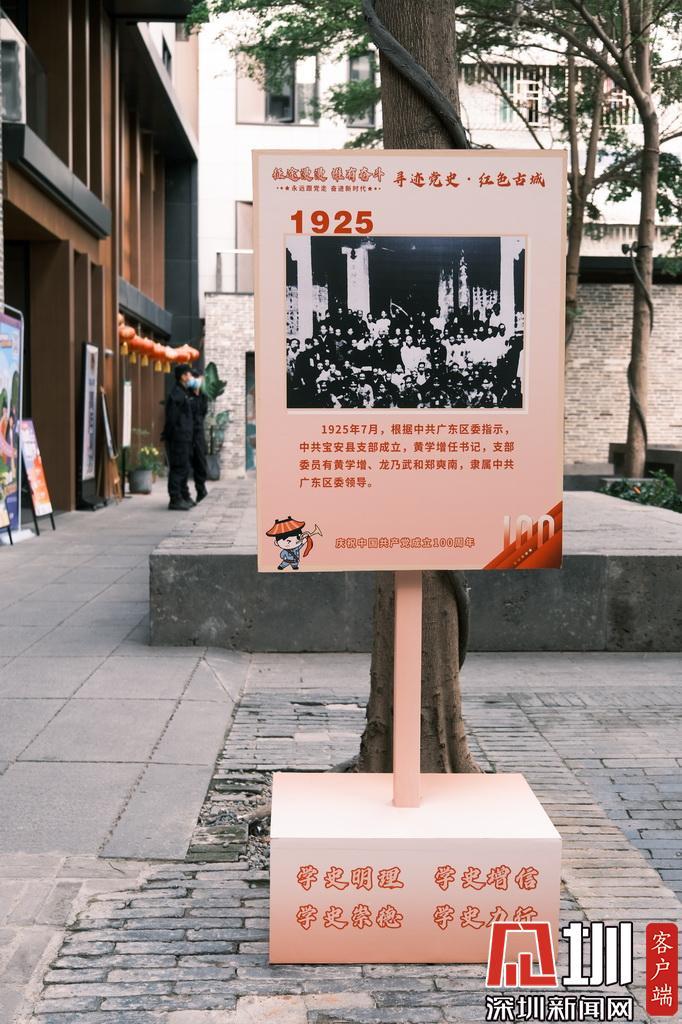 征途漫漫 惟有奋斗
★永远跟党走 奋进新时代★
寻迹党史·红色古城
1925
1925年7月，根据中共广东区委指示，
中共宝安县支部成立，黄学增任书记，支部
委员有黄学增、龙乃武和郑奭南，隶属中共
广东区委领导。
庆祝中国共产党成立100周年
100
学史明理 学史增信
学史崇德 学史力行
圳
深圳新闻网
客户端